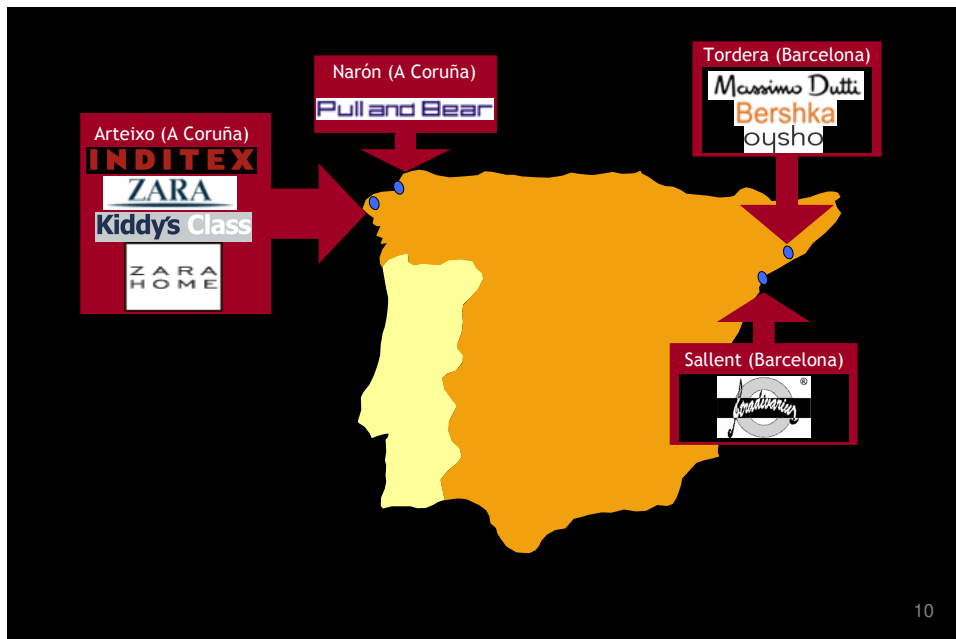 Arteixo (A Coruña)
INDITEX
ZARA
Kiddy's Class
ZARA
HOME
Narón (A Coruña)
Pull and Bear
Tordera (Barcelona)
Massimo Dutti
Bershka
oysho
Sallent (Barcelona)
Stradivarius ®
10